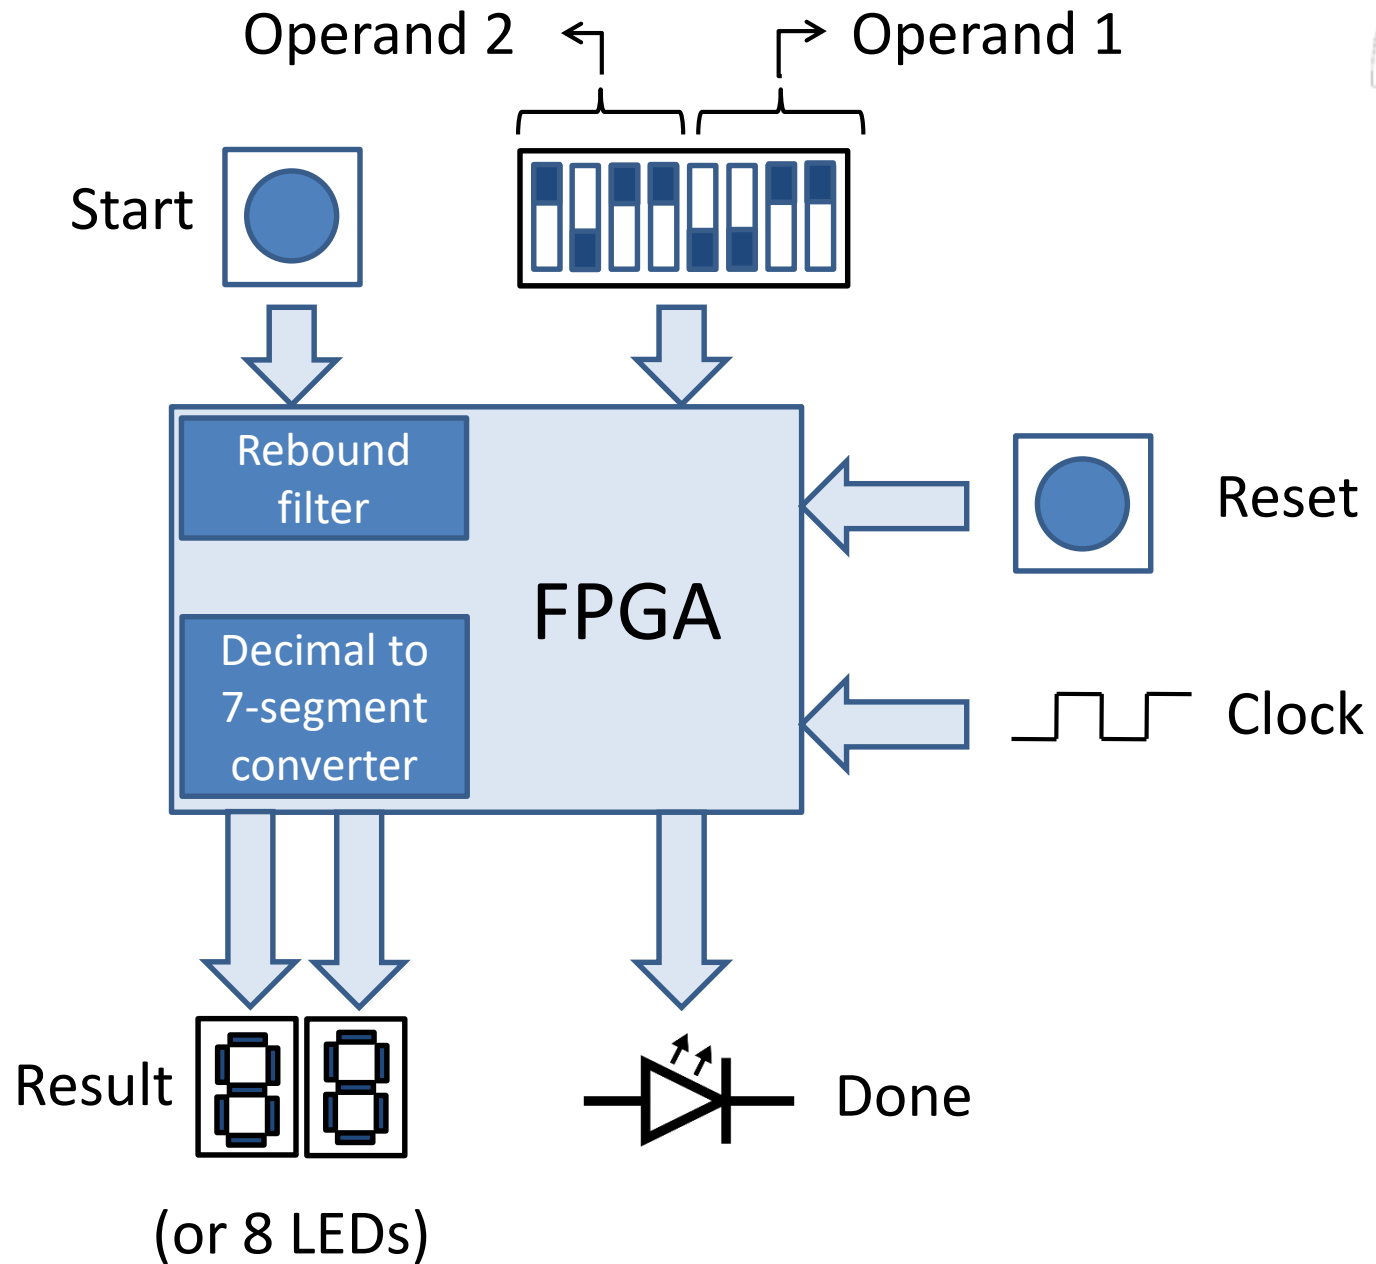 Operand 2
Operand 1
Start
Rebound
filter
Reset
FPGA
Decimal to
7-segment
converter
Clock
Result
Done
(or 8 LEDs)